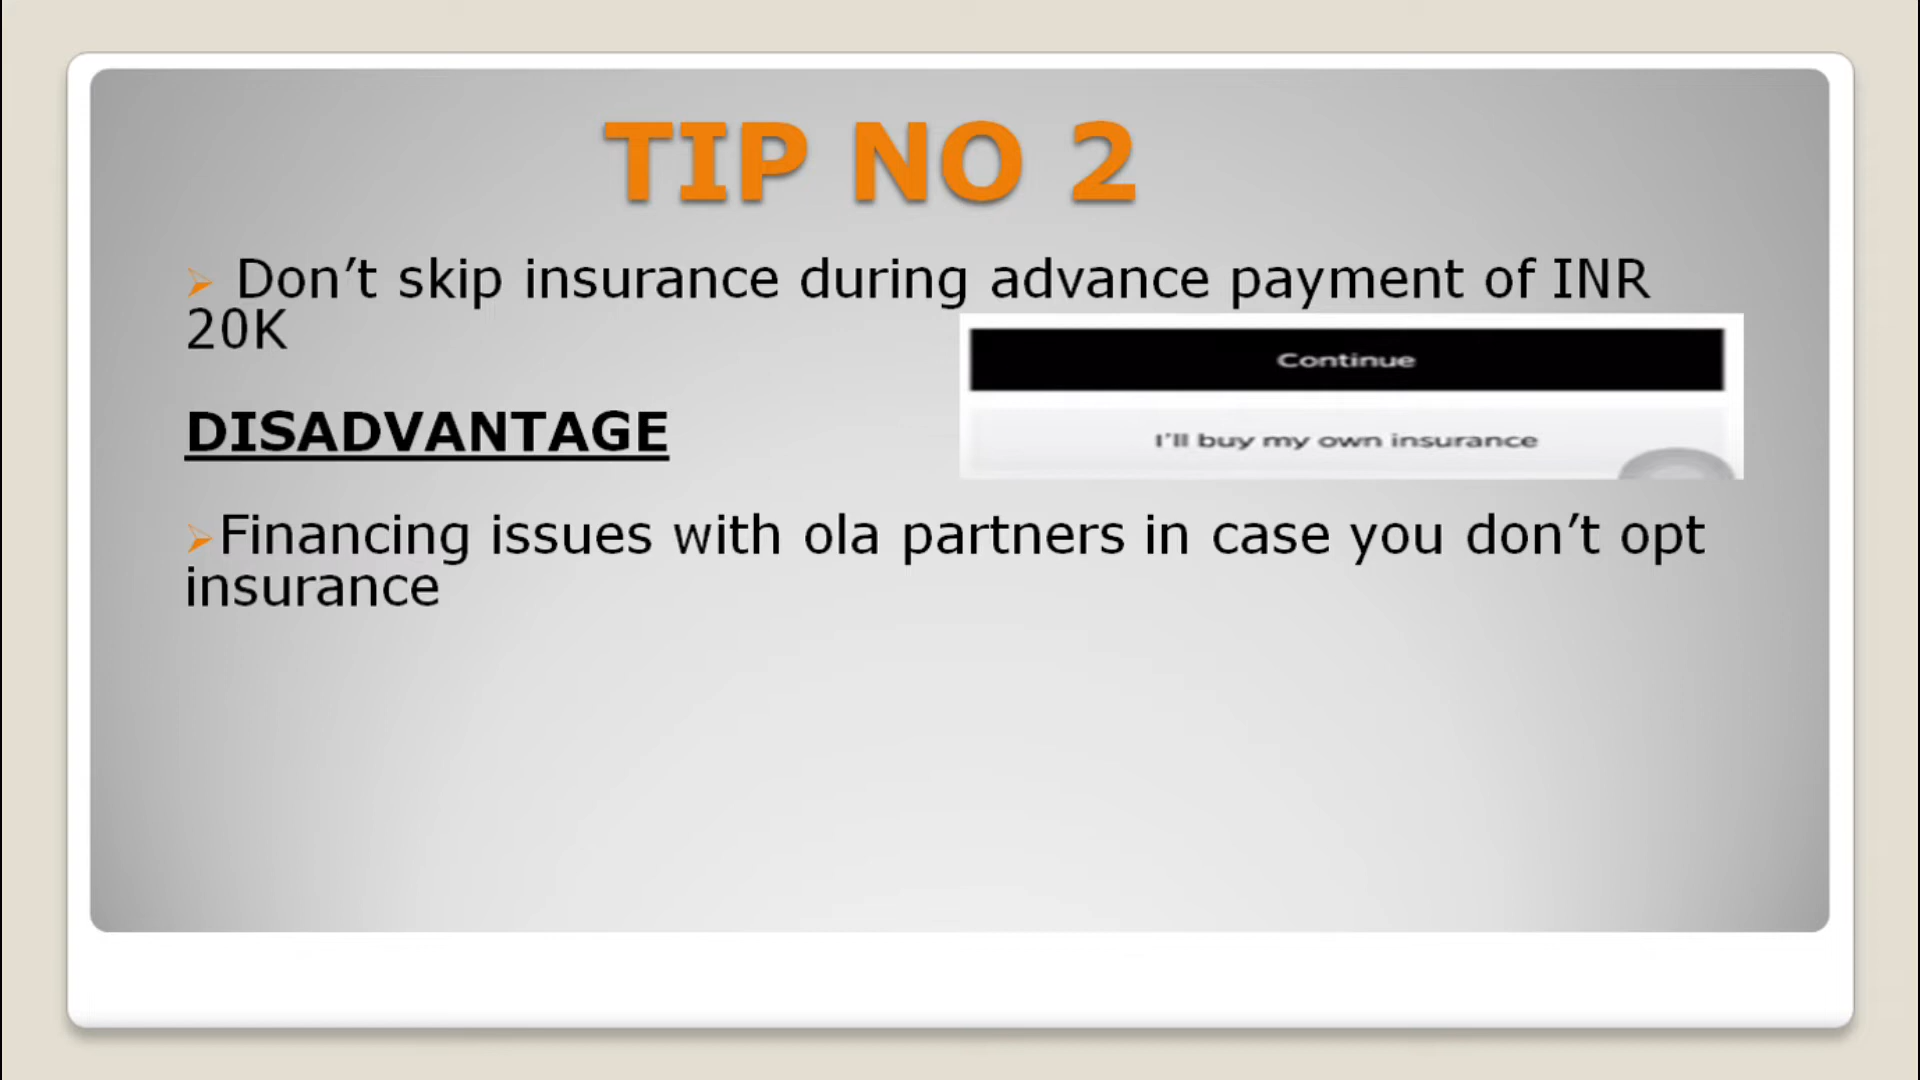 TIP NO 2
Don't skip insurance during advance payment of INR
20K
Continue
DISADVANTAGE
I'll buy my own insurance
Financing issues with ola partners in case you don't opt
insurance